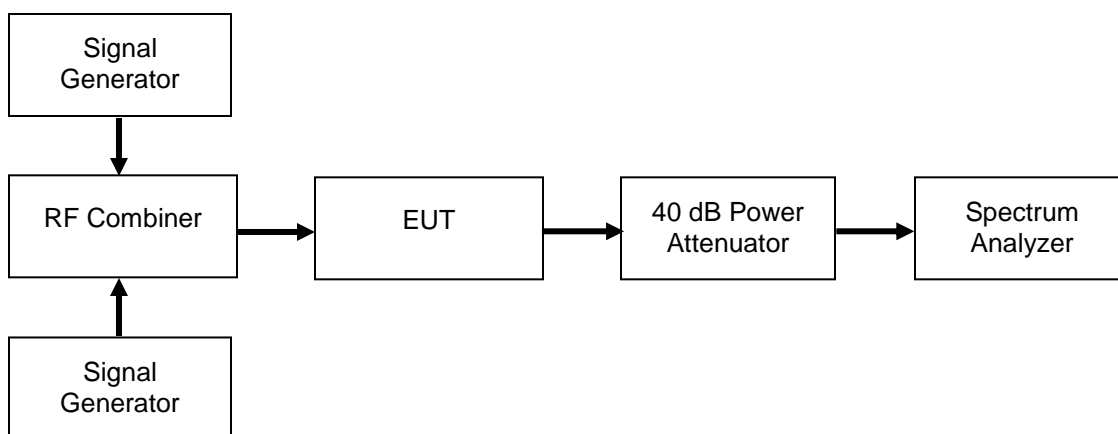 Signal
Generator
RF Combiner
EUT
40 dB Power
Attenuator
Spectrum
Analyzer
Signal
Generator